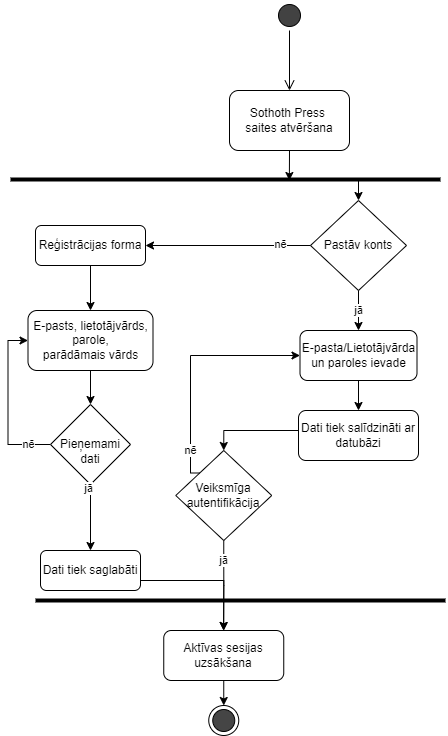 Sothoth Press
saites atvēršana
Pastāv konts
nē
Reģistrācijas forma
jā
E-pasts, lietotājvārds,
parole,
parādāmais vārds
E-pasta/Lietotājvārda
un paroles ievade
Dati tiek salīdzināti ar
datubāzi
nē
Pieņemami
dati
nē
Veiksmīga
autentifikācija
jā
jā
Dati tiek saglabāti
Aktīvas sesijas
uzsākšana